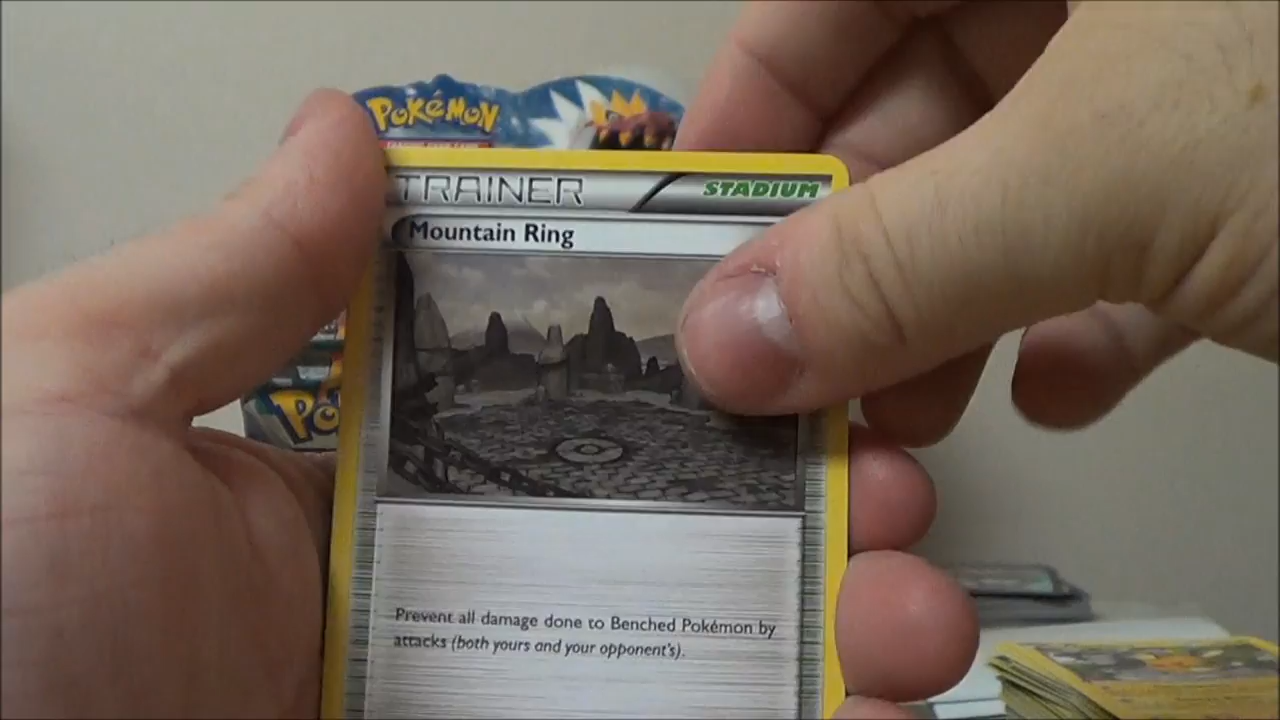 POKÉMON
TRAINER STADIUM
Mountain Ring
Prevent all damage done to Benched Pokémon by
attacks (both yours and your opponent's).